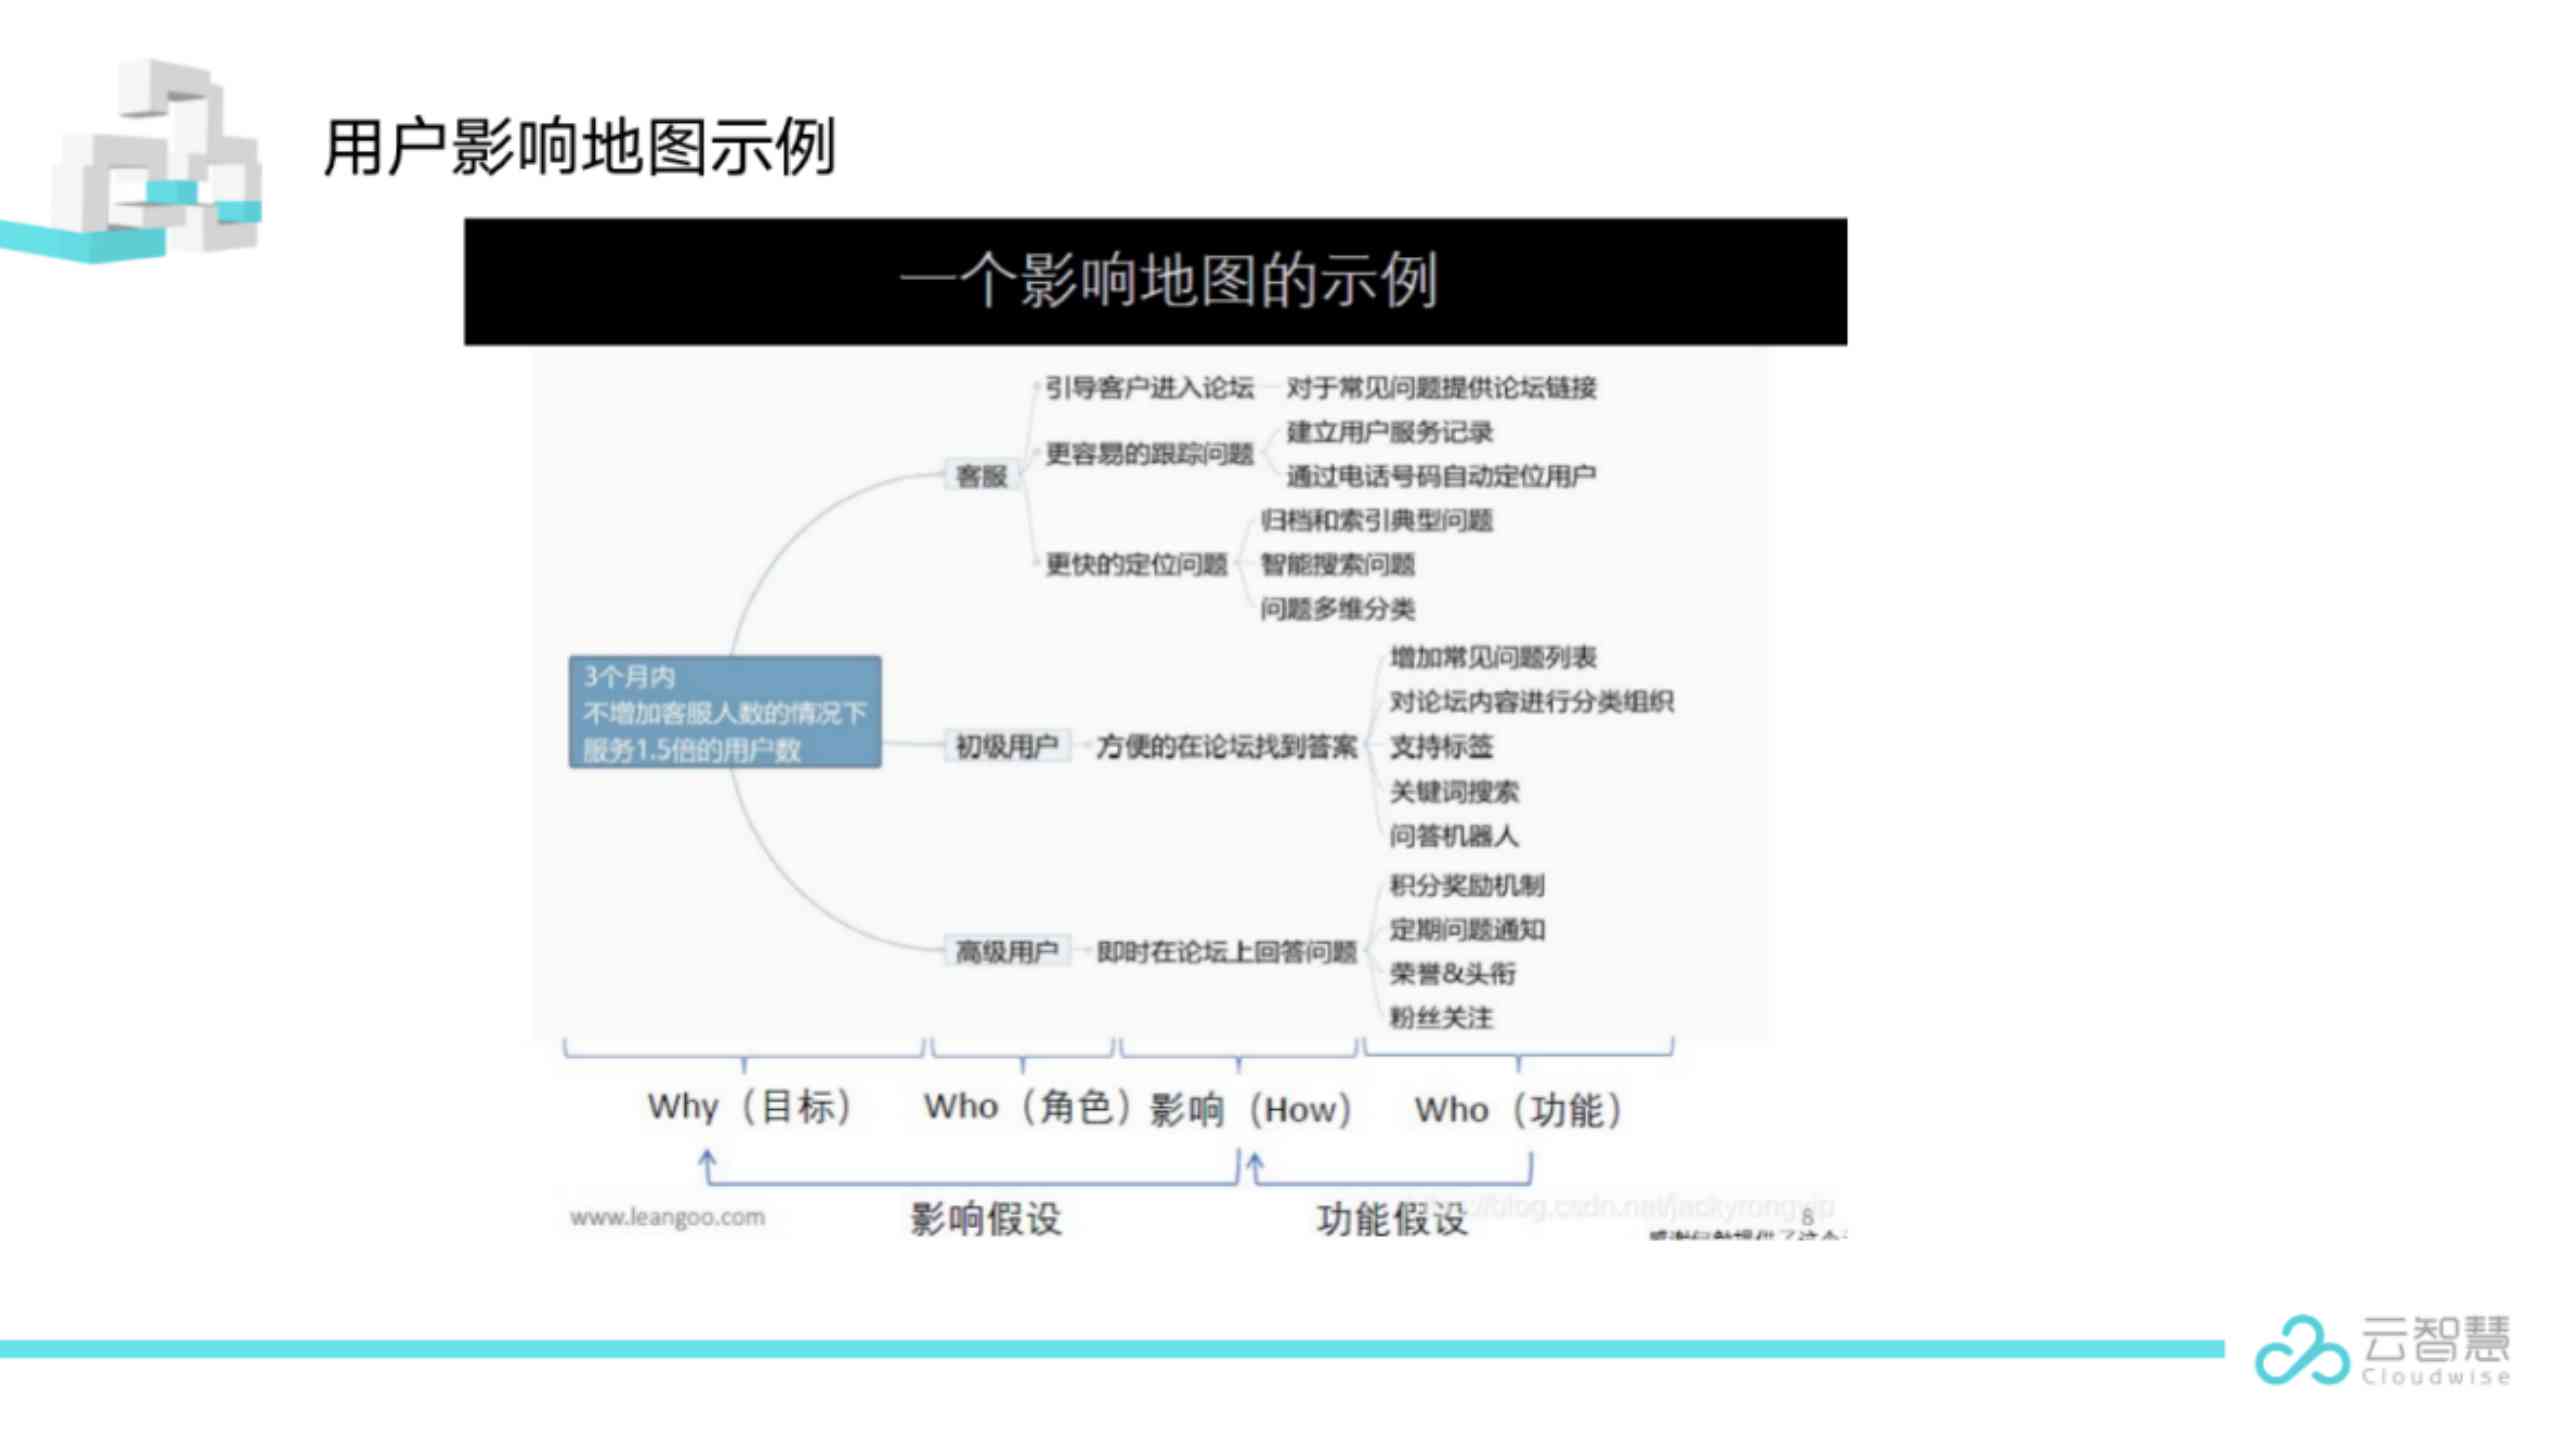 用户影响地图示例
一个影响地图的示例
引导客户进入论坛
对于常见问题提供论坛链接
建立用户服务记录
更容易的跟踪问题
客服
通过电话号码自动定位用户
归档和索引典型问题
更快的定位问题
智能搜索问题
问题多维分类
3个月内
不增加客服人数的情况下
服务1.5倍的用户数
增加常见问题列表
对论坛内容进行分类组织
初级用户
方便的在论坛找到答案
支持标签
关键词搜索
问答机器人
积分奖励机制
定期问题通知
高级用户
即时在论坛上回答问题
荣誉&头衔
粉丝关注
Why（目标）
Who（角色）
影响（How）
Who（功能）
影响假设
功能假设
www.leangoo.com
blog.csdn.net/jackyrongvip
8
云智慧
Cloudwise